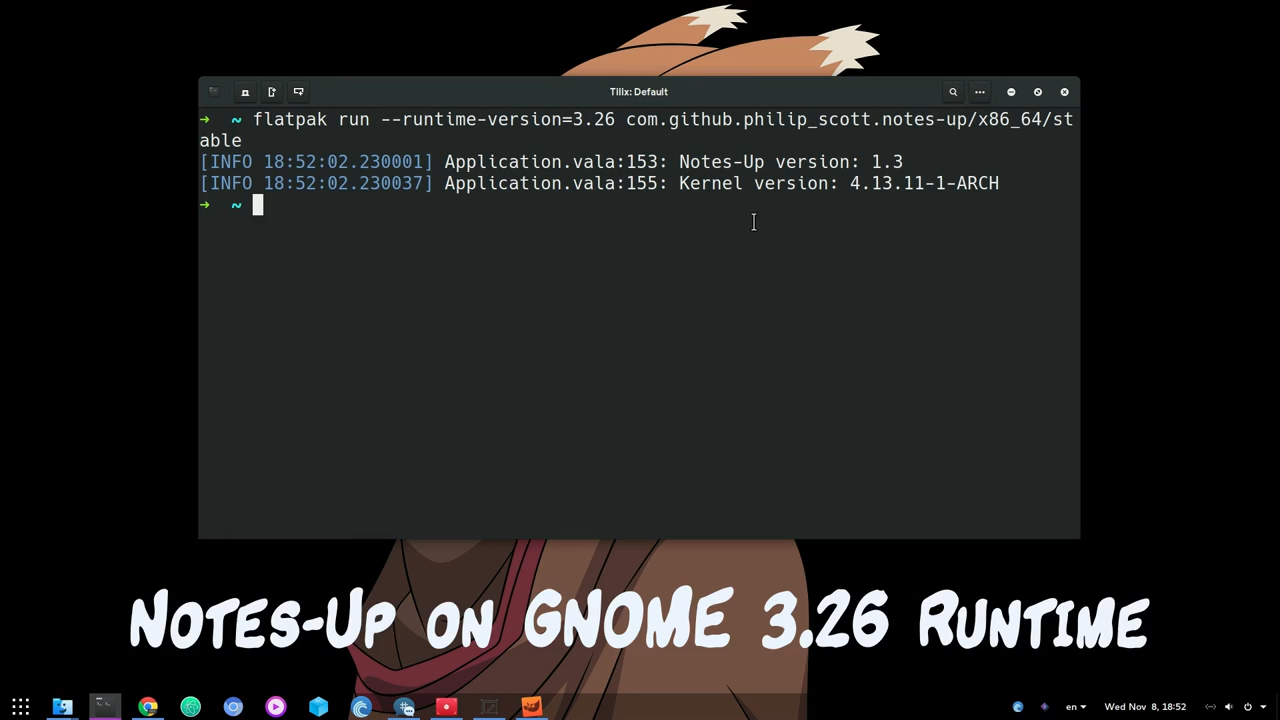 Tilix: Default
➜ ~ flatpak run --runtime-version=3.26 com.github.philip_scott.notes-up/x86_64/st
able
[INFO 18:52:02.230001] Application.vala:153: Notes-Up version: 1.3
[INFO 18:52:02.230037] Application.vala:155: Kernel version: 4.13.11-1-ARCH
➜ ~
Notes-Up on GNOME 3.26 Runtime
en Wed Nov 8, 18:52